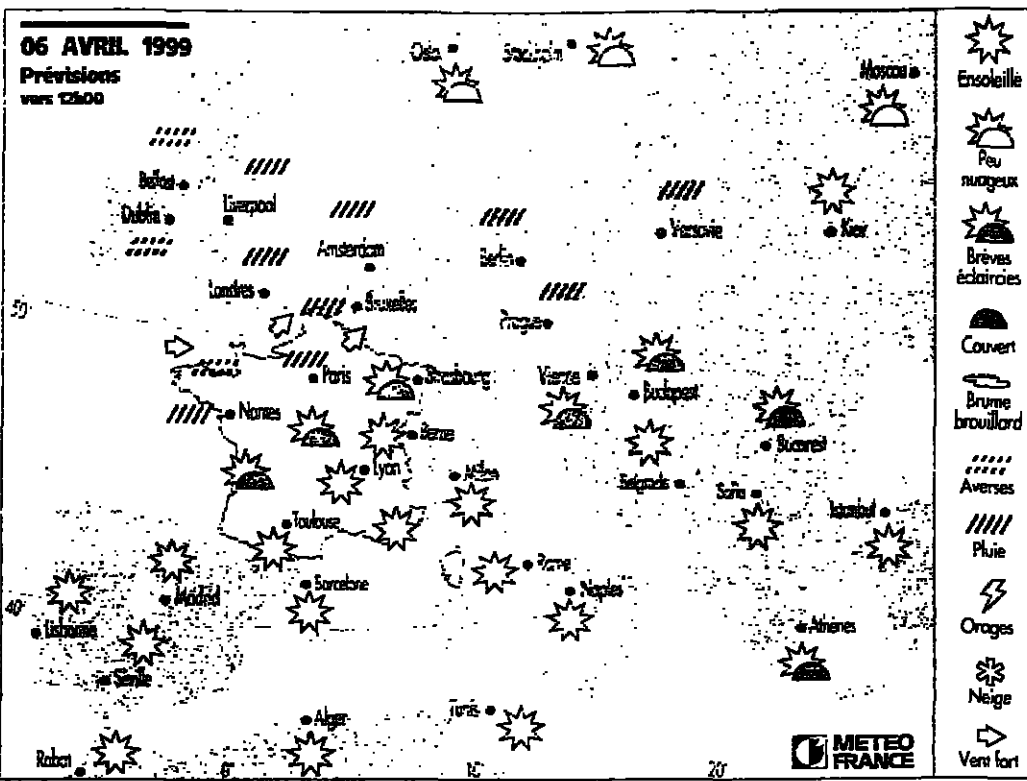 06 AVRIL 1999
Prévisions
vers 12h00
Oslo
Stockholm
Moscou
Belfast
Dublin
Liverpool
Amsterdam
Berlin
Varsovie
Kiev
Londres
Bruxelles
50
Prague
Paris
Strasbourg
Vienne
Budapest
Nantes
Berne
Bucarest
Lyon
Milan
Belgrade
Sofia
Istanbul
Toulouse
Rome
Barcelone
Naples
Madrid
40
Lisbonne
Athenes
Séville
Alger
Tunis
Rabat
0
10
20
METEO
FRANCE
Ensoleillé
Peu
nuageux
Brèves
éclaircies
Couvert
Brume
brouillard
Averses
Pluie
Orages
Neige
Vent fort